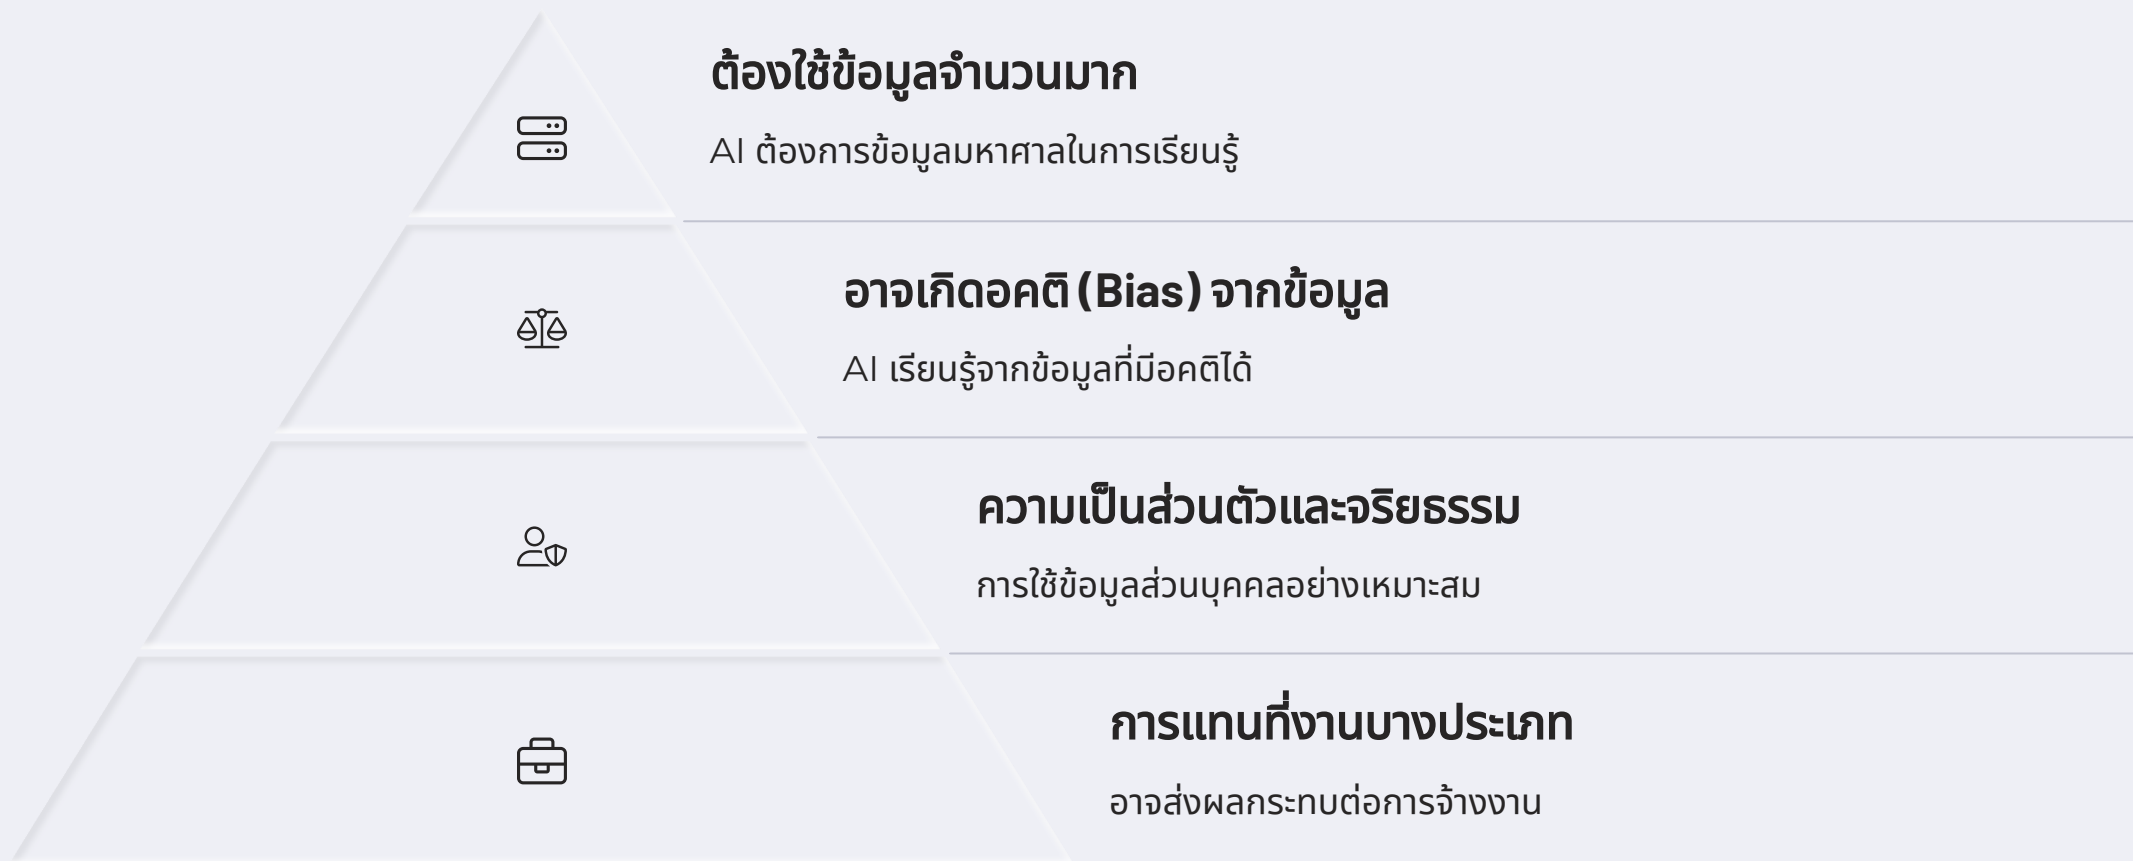 ต้องใช้ข้อมูลจำนวนมาก
AI ต้องการข้อมูลมหาศาลในการเรียนรู้
อาจเกิดอคติ (Bias) จากข้อมูล
AI เรียนรู้จากข้อมูลที่มีอคติได้
ความเป็นส่วนตัวและจริยธรรม
การใช้ข้อมูลส่วนบุคคลอย่างเหมาะสม
การแทนที่งานบางประเภท
อาจส่งผลกระทบต่อการจ้างงาน